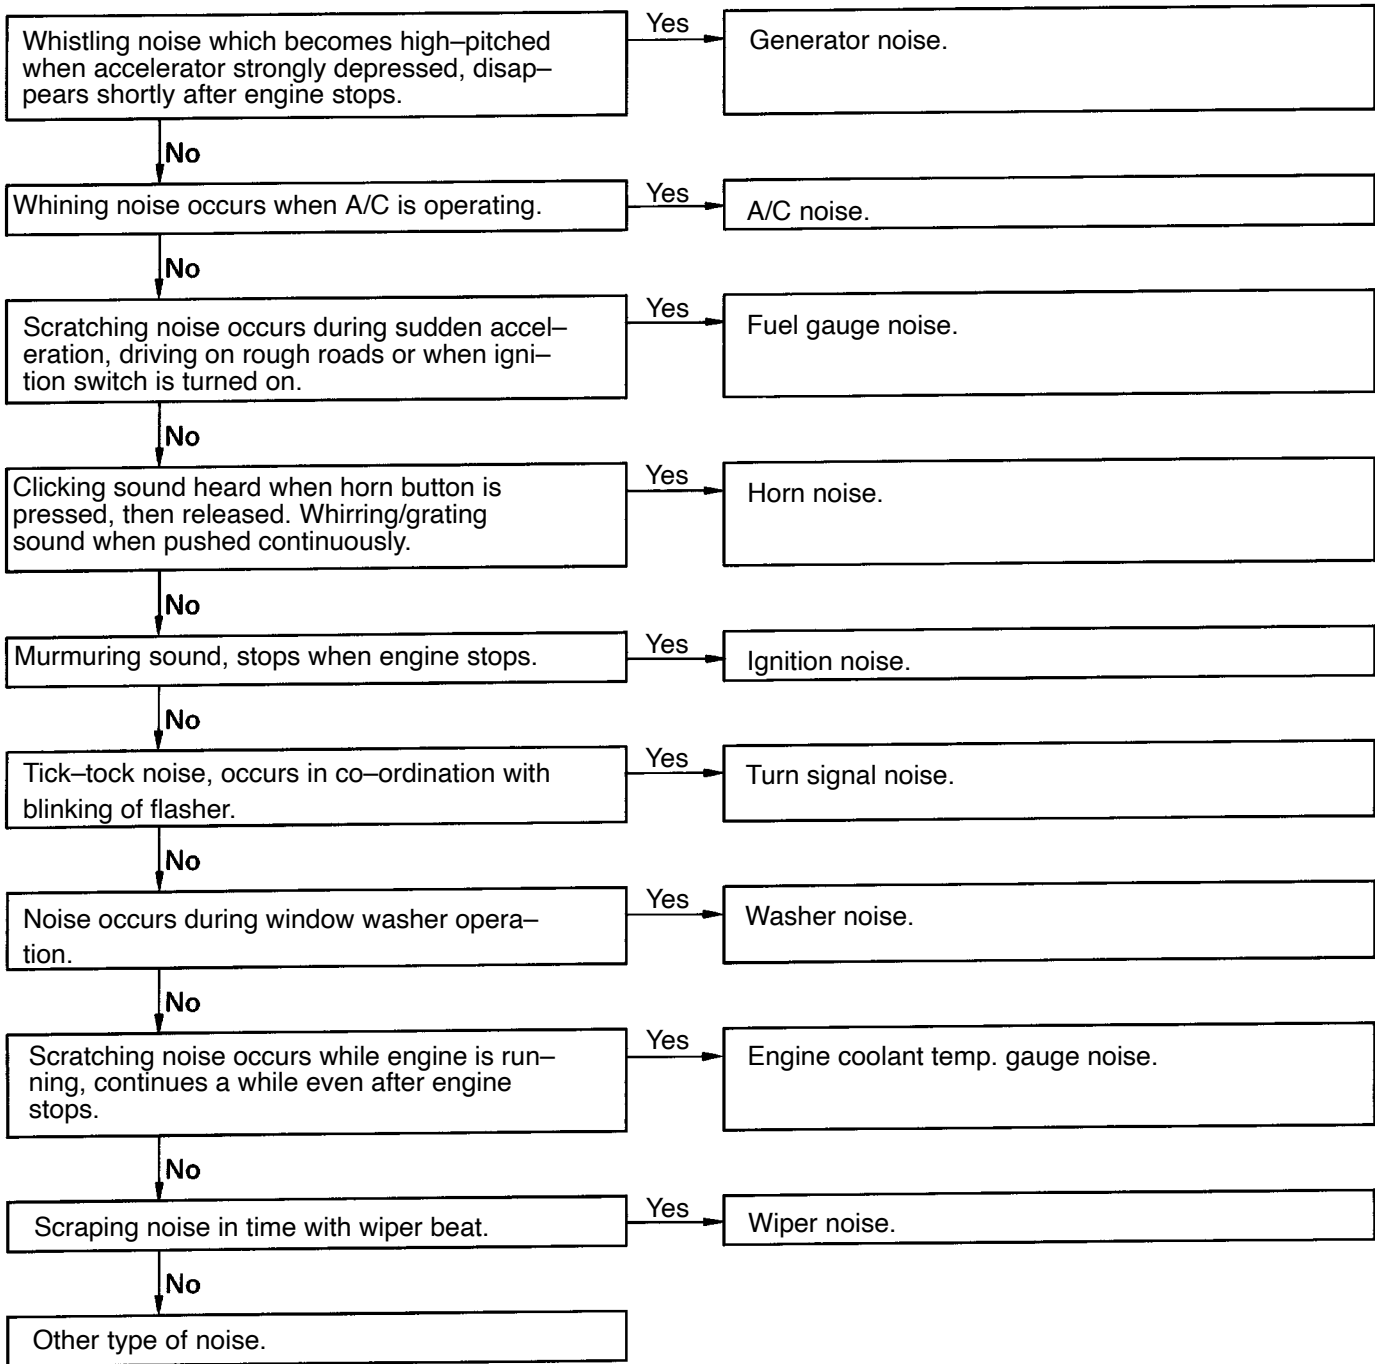 Whistling noise which becomes high–pitched
when accelerator strongly depressed, disap–
pears shortly after engine stops.
Yes
Generator noise.
No
Whining noise occurs when A/C is operating.
Yes
A/C noise.
No
Scratching noise occurs during sudden accel–
eration, driving on rough roads or when igni–
tion switch is turned on.
Yes
Fuel gauge noise.
No
Clicking sound heard when horn button is
pressed, then released. Whirring/grating
sound when pushed continuously.
Yes
Horn noise.
No
Murmuring sound, stops when engine stops.
Yes
Ignition noise.
No
Tick–tock noise, occurs in co–ordination with
blinking of flasher.
Yes
Turn signal noise.
No
Noise occurs during window washer opera–
tion.
Yes
Washer noise.
No
Scratching noise occurs while engine is run–
ning, continues a while even after engine
stops.
Yes
Engine coolant temp. gauge noise.
No
Scraping noise in time with wiper beat.
Yes
Wiper noise.
No
Other type of noise.